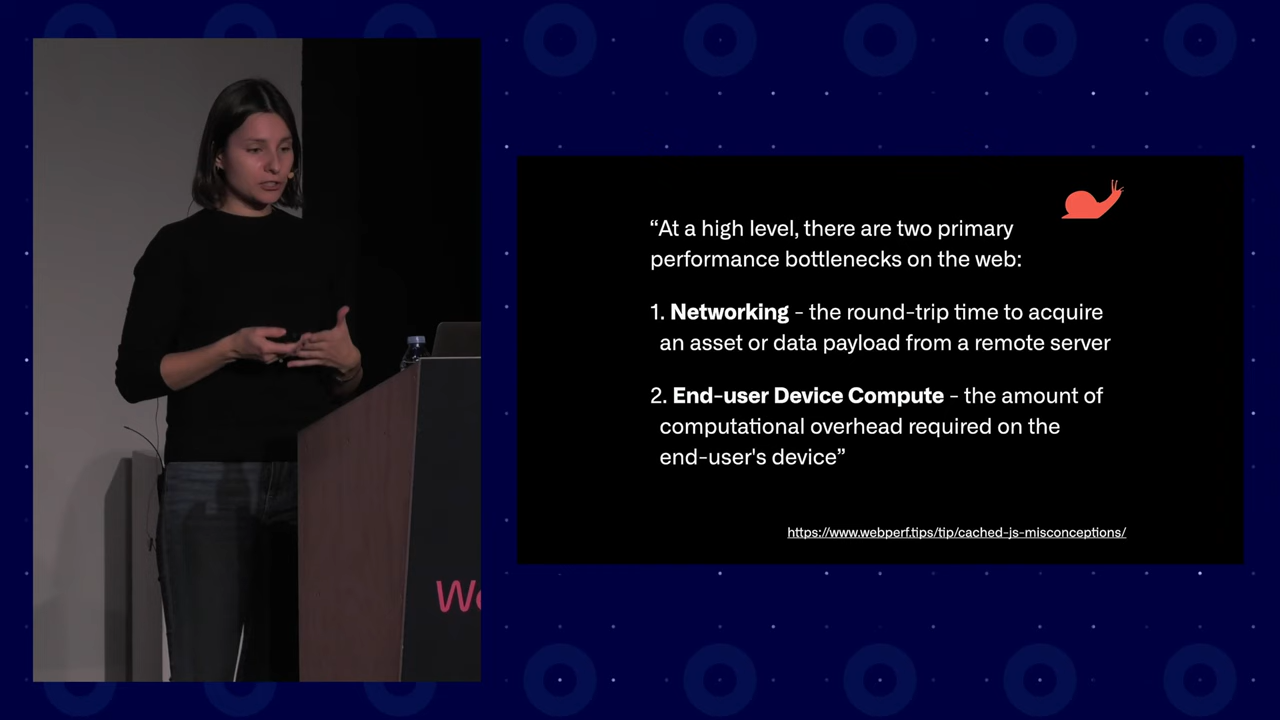 “At a high level, there are two primary
performance bottlenecks on the web:
1. Networking - the round-trip time to acquire
an asset or data payload from a remote server
2. End-user Device Compute - the amount of
computational overhead required on the
end-user's device”
https://www.webperf.tips/tip/cached-js-misconceptions/